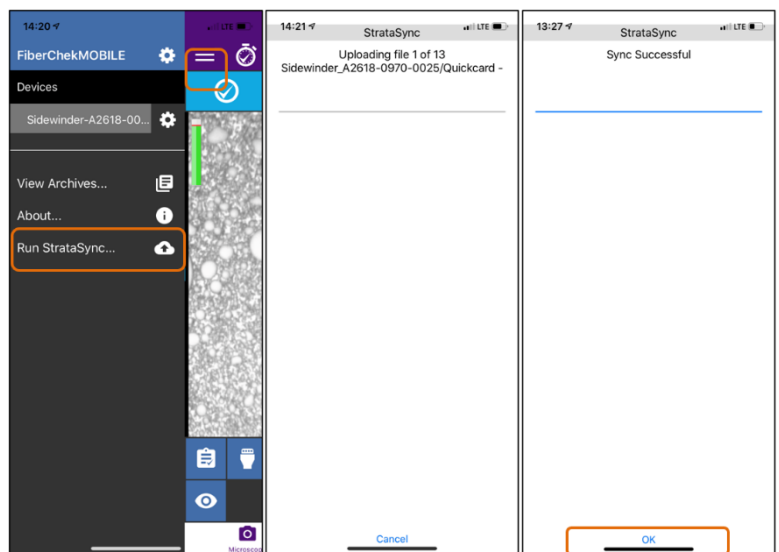 14:20
LTE
FiberChekMOBILE
Devices
Sidewinder-A2618-00...
View Archives...
About...
Run StrataSync...
Microscop
14:21
LTE
StrataSync
Uploading file 1 of 13
Sidewinder_A2618-0970-0025/Quickcard -
Cancel
13:27
LTE
StrataSync
Sync Successful
OK